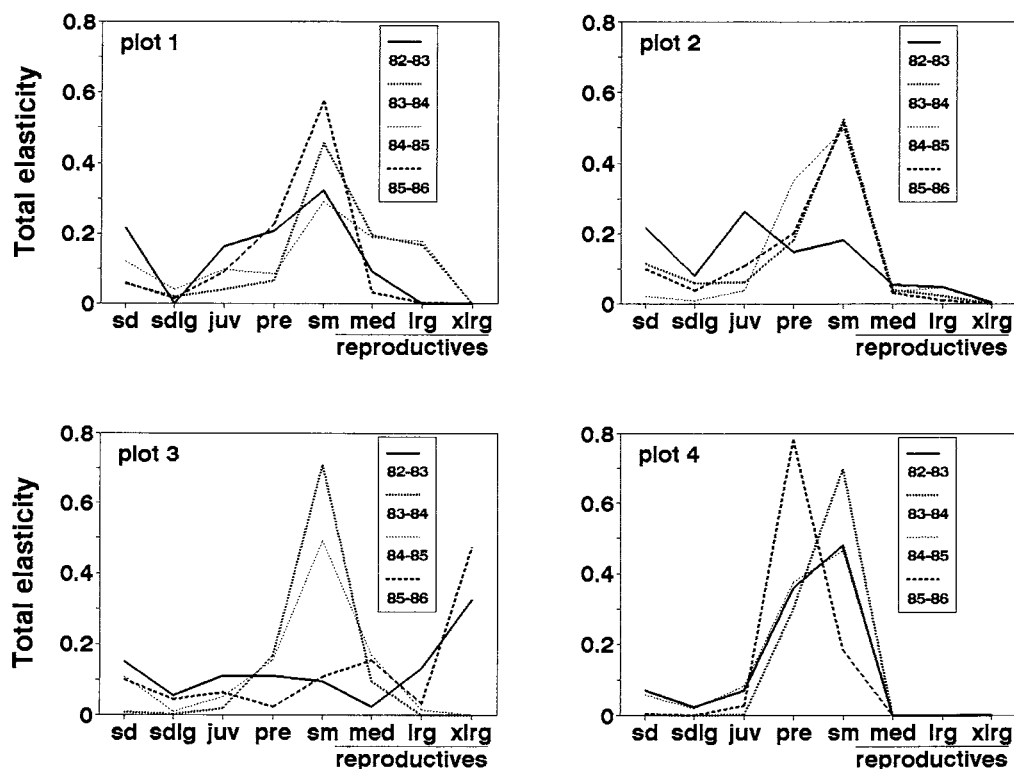 plot 1
Total elasticity
0.8
0.6
0.4
0.2
0
82-83
83-84
84-85
85-86
sd sdlg juv pre sm med lrg xlrg
reproductives
plot 2
0.8
0.6
0.4
0.2
0
82-83
83-84
84-85
85-86
sd sdlg juv pre sm med lrg xlrg
reproductives
plot 3
Total elasticity
0.8
0.6
0.4
0.2
0
82-83
83-84
84-85
85-86
sd sdlg juv pre sm med lrg xlrg
reproductives
plot 4
0.8
0.6
0.4
0.2
0
82-83
83-84
84-85
85-86
sd sdlg juv pre sm med lrg xlrg
reproductives